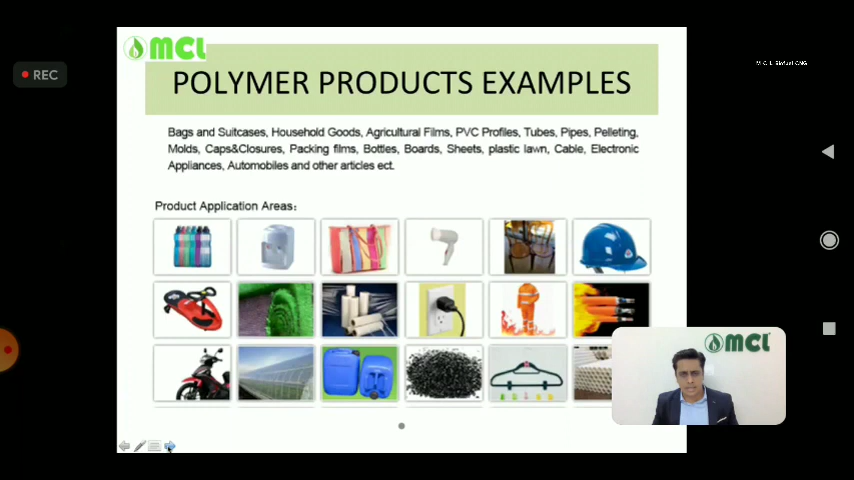 MCL
POLYMER PRODUCTS EXAMPLES
REC
M C L Biofuel CNG
Bags and Suitcases, Household Goods, Agricultural Films, PVC Profiles, Tubes, Pipes, Pelleting,
Molds, Caps&Closures, Packing films, Bottles, Boards, Sheets, plastic lawn, Cable, Electronic
Appliances, Automobiles and other articles ect.
Product Application Areas:
MCL